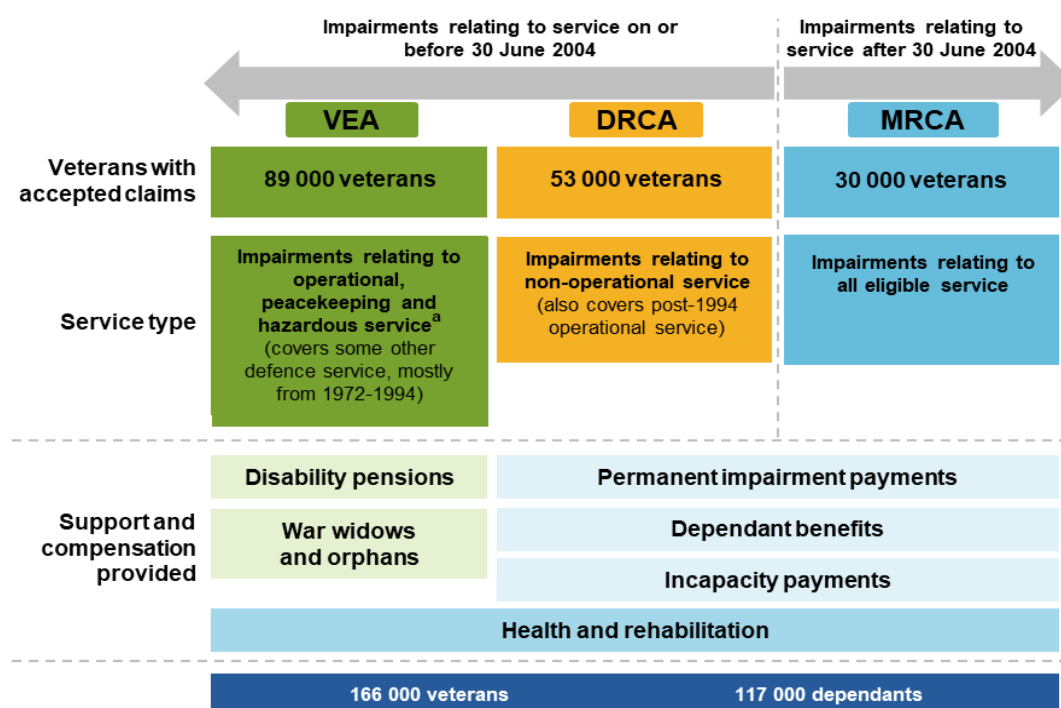 Impairments relating to service on or
before 30 June 2004
Impairments relating to
service after 30 June 2004
VEA
DRCA
MRCA
Veterans with
accepted claims
89 000 veterans
53 000 veterans
30 000 veterans
Service type
Impairments relating to
operational,
peacekeeping and
hazardous serviceᵃ
(covers some other
defence service, mostly
from 1972-1994)
Impairments relating to
non-operational service
(also covers post-1994
operational service)
Impairments relating to
all eligible service
Support and
compensation
provided
Disability pensions
War widows
and orphans
Permanent impairment payments
Dependant benefits
Incapacity payments
Health and rehabilitation
166 000 veterans
117 000 dependants